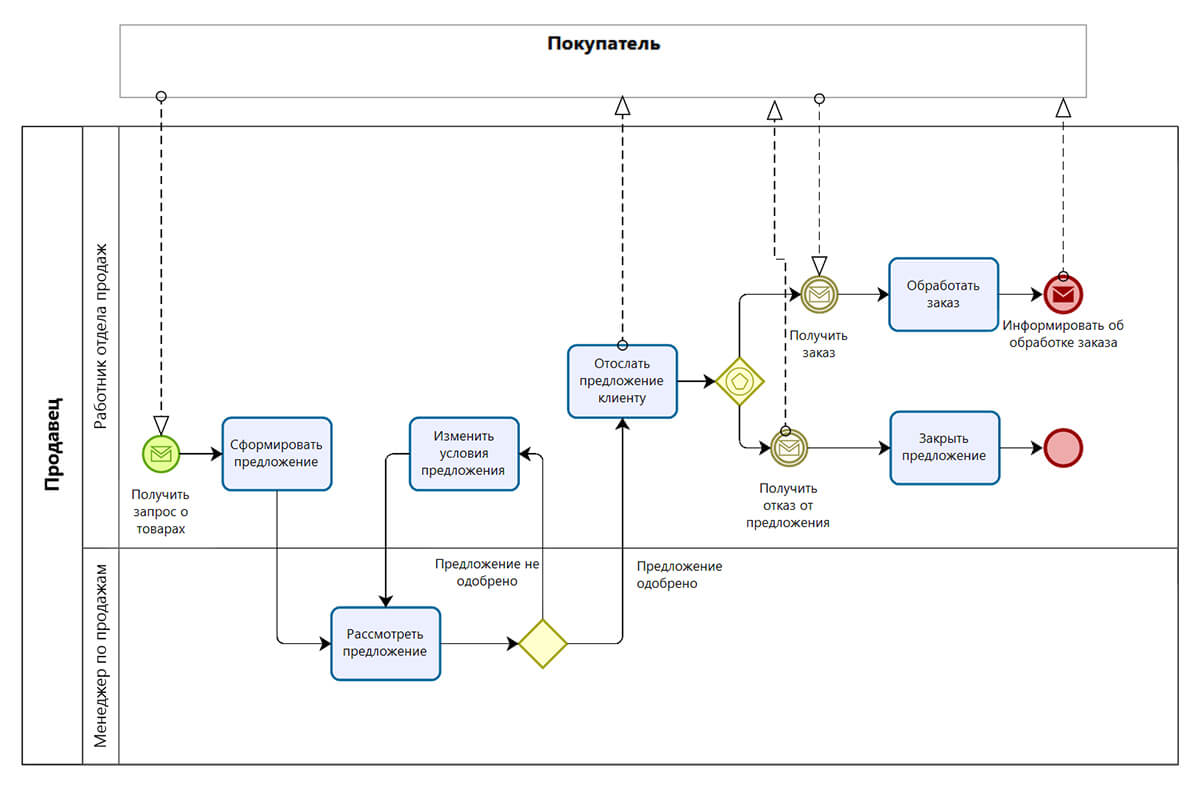 Покупатель
Продавец
Работник отдела продаж
Менеджер по продажам
Получить
запрос о
товарах
Сформировать
предложение
Изменить
условия
предложения
Отослать
предложение
клиенту
Получить
заказ
Обработать
заказ
Информировать об
обработке заказа
Получить
отказ от
предложения
Закрыть
предложение
Предложение не
одобрено
Предложение
одобрено
Рассмотреть
предложение